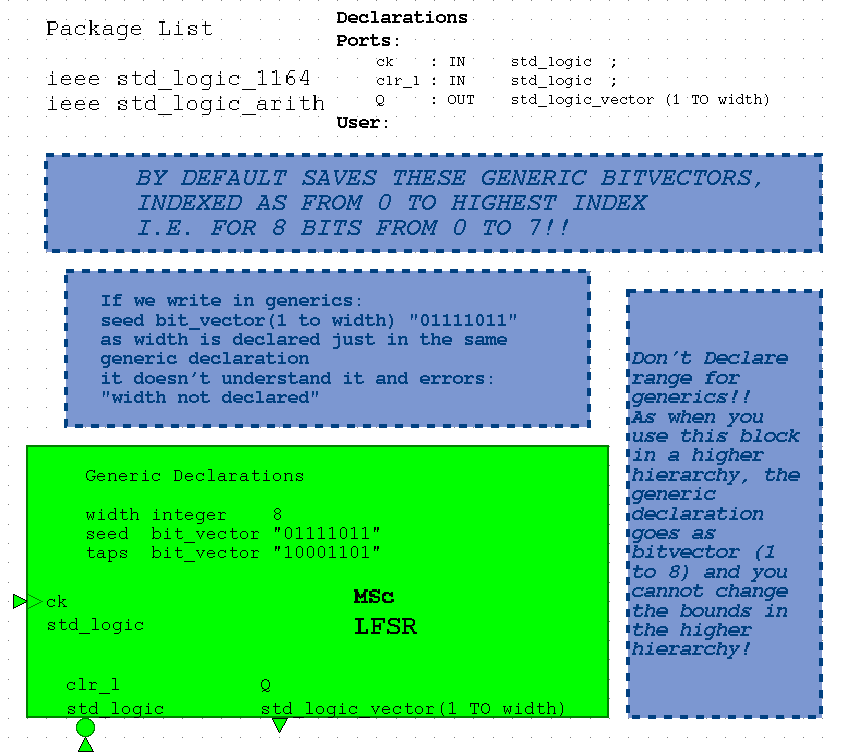 Package List
ieee std_logic_1164
ieee std_logic_arith
Declarations
Ports:
ck : IN std_logic ;
clr_l : IN std_logic ;
Q : OUT std_logic_vector (1 TO width)
User:
BY DEFAULT SAVES THESE GENERIC BITVECTORS,
INDEXED AS FROM 0 TO HIGHEST INDEX
I.E. FOR 8 BITS FROM 0 TO 7!!
If we write in generics:
seed bit_vector(1 to width) "01111011"
as width is declared just in the same
generic declaration
it doesn't understand it and errors:
"width not declared"
Don't Declare
range for
generics!!
As when you
use this block
in a higher
hierarchy, the
generic
declaration
goes as
bitvector (1
to 8) and you
cannot change
the bounds in
the higher
hierarchy!
Generic Declarations
width integer 8
seed bit_vector "01111011"
taps bit_vector "10001101"
ck
std_logic
MSc
LFSR
clr_l
std_logic
Q
std_logic_vector(1 TO width)